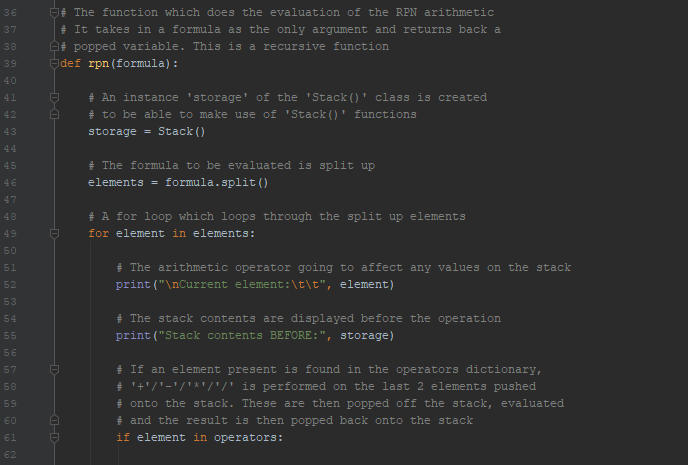 36 # The function which does the evaluation of the RPN arithmetic
37 # It takes in a formula as the only argument and returns back a
38 # popped variable. This is a recursive function
39 def rpn(formula):
40
41 # An instance 'storage' of the 'Stack()' class is created
42 # to be able to make use of 'Stack()' functions
43 storage = Stack()
44
45 # The formula to be evaluated is split up
46 elements = formula.split()
47
48 # A for loop which loops through the split up elements
49 for element in elements:
50
51 # The arithmetic operator going to affect any values on the stack
52 print("\nCurrent element:\t\t", element)
53
54 # The stack contents are displayed before the operation
55 print("Stack contents BEFORE:", storage)
56
57 # If an element present is found in the operators dictionary,
58 # '+'/'-'/'*'/'/' is performed on the last 2 elements pushed
59 # onto the stack. These are then popped off the stack, evaluated
60 # and the result is then popped back onto the stack
61 if element in operators:
62